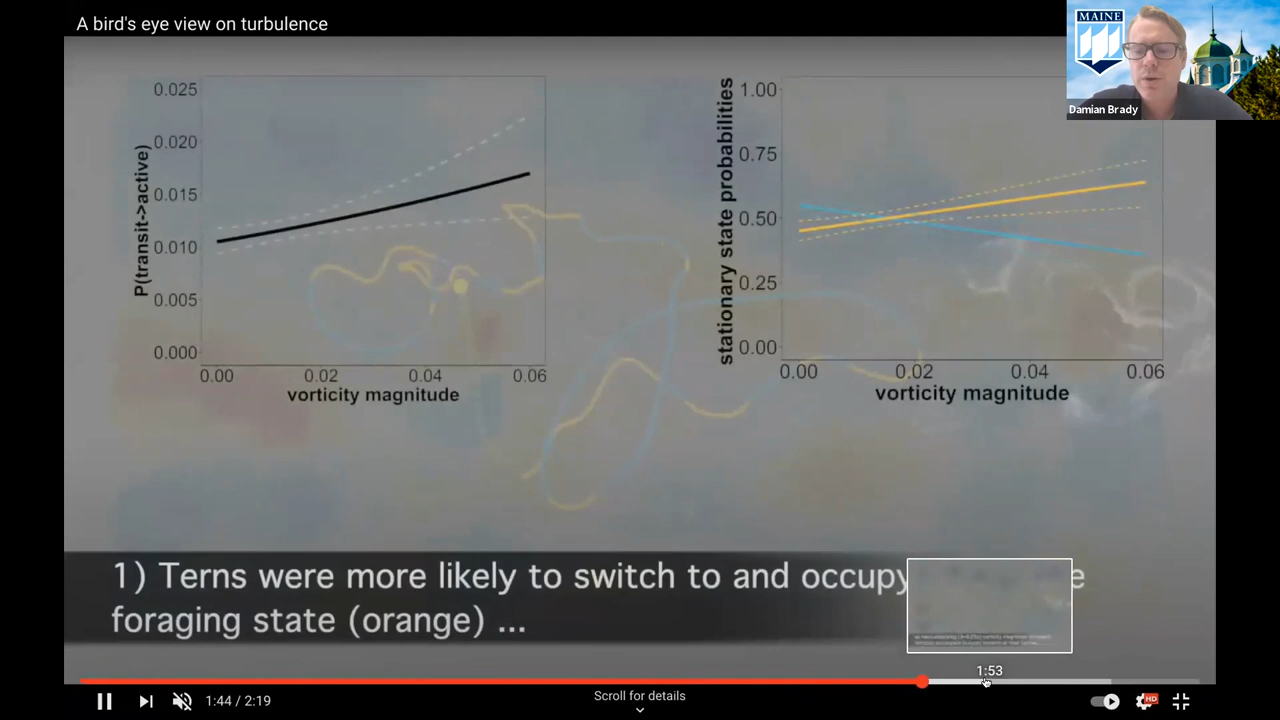 A bird's eye view on turbulence
MAINE
Damian Brady
0.025
0.020
0.015
0.010
0.005
0.000
P(transit->active)
0.00 0.02 0.04 0.06
vorticity magnitude
1.00
0.75
0.50
0.25
0.00
stationary state probabilities
0.00 0.02 0.04 0.06
vorticity magnitude
1) Terns were more likely to switch to and occupy e
foraging state (orange) ...
1:53
1:44 / 2:19
Scroll for details
HD